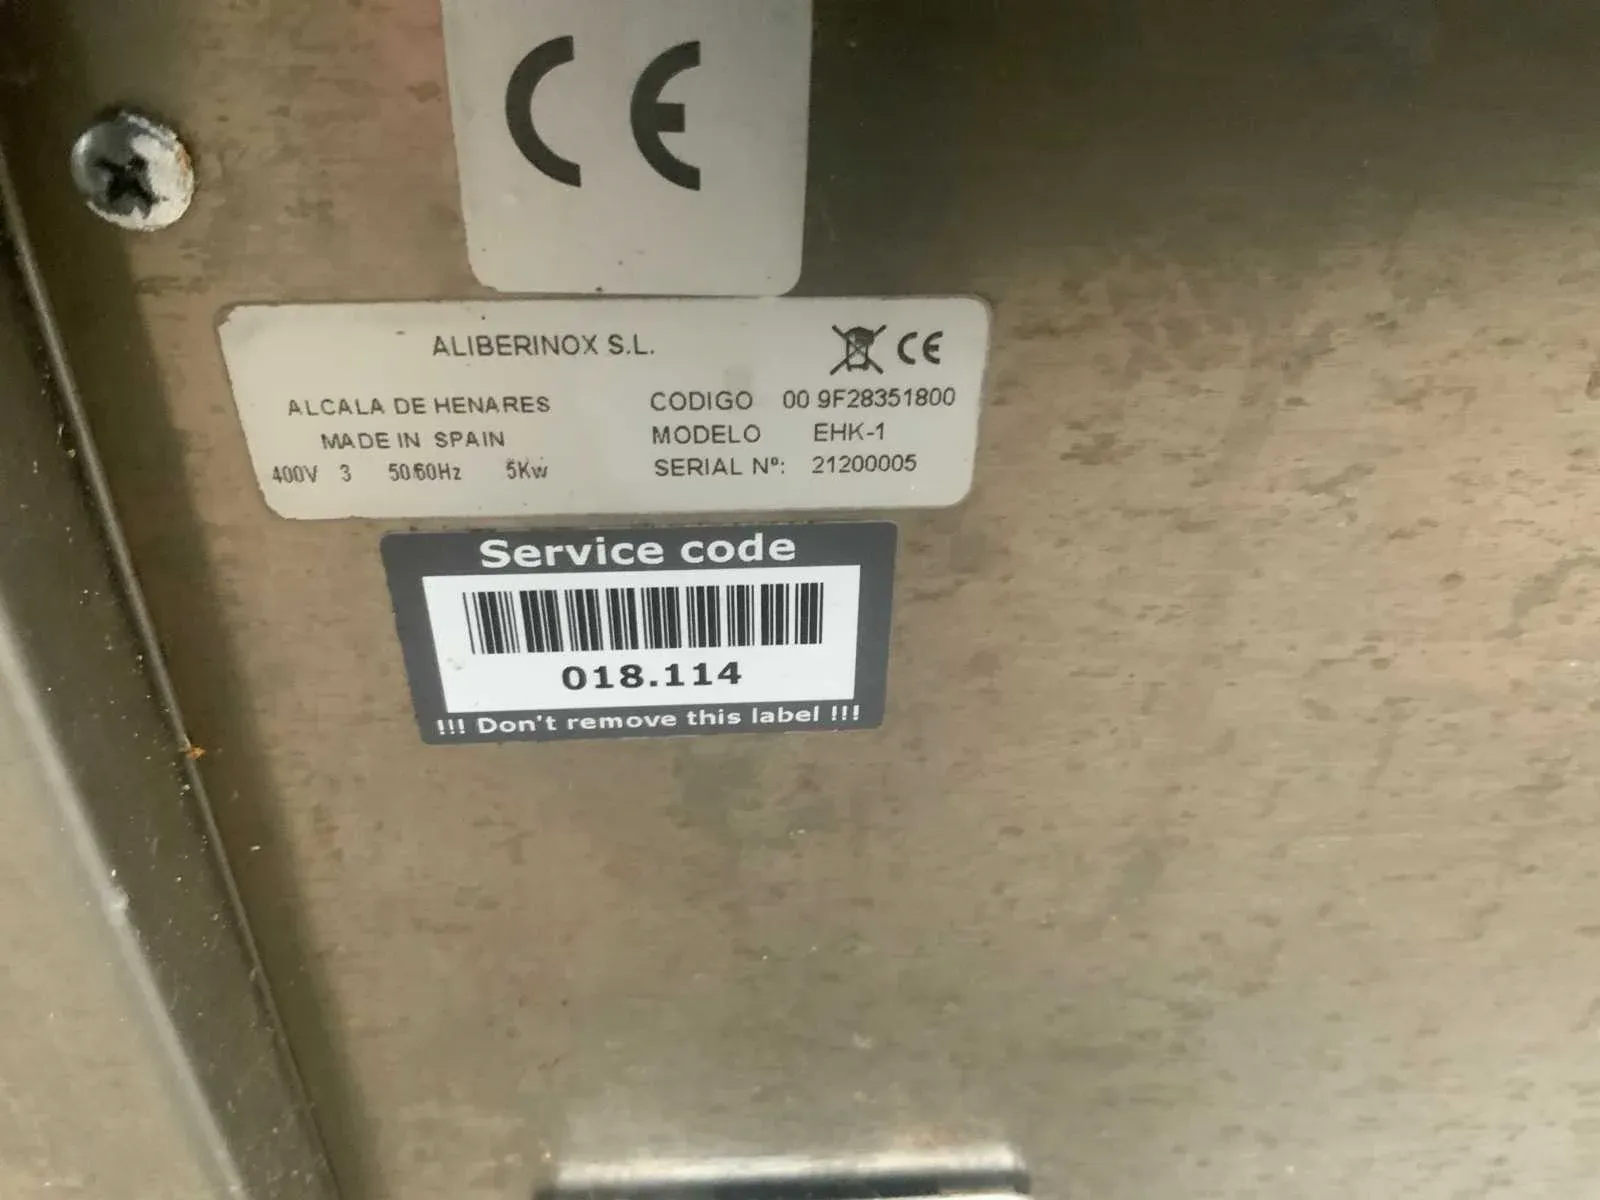 CE
ALIBERINOX S.L.
CE
ALCALA DE HENARES
MADE IN SPAIN
400V 3 50/60Hz 5Kw
CODIGO 00 9F28351800
MODELO EHK-1
SERIAL Nº: 21200005
Service code
018.114
!!! Don't remove this label !!!